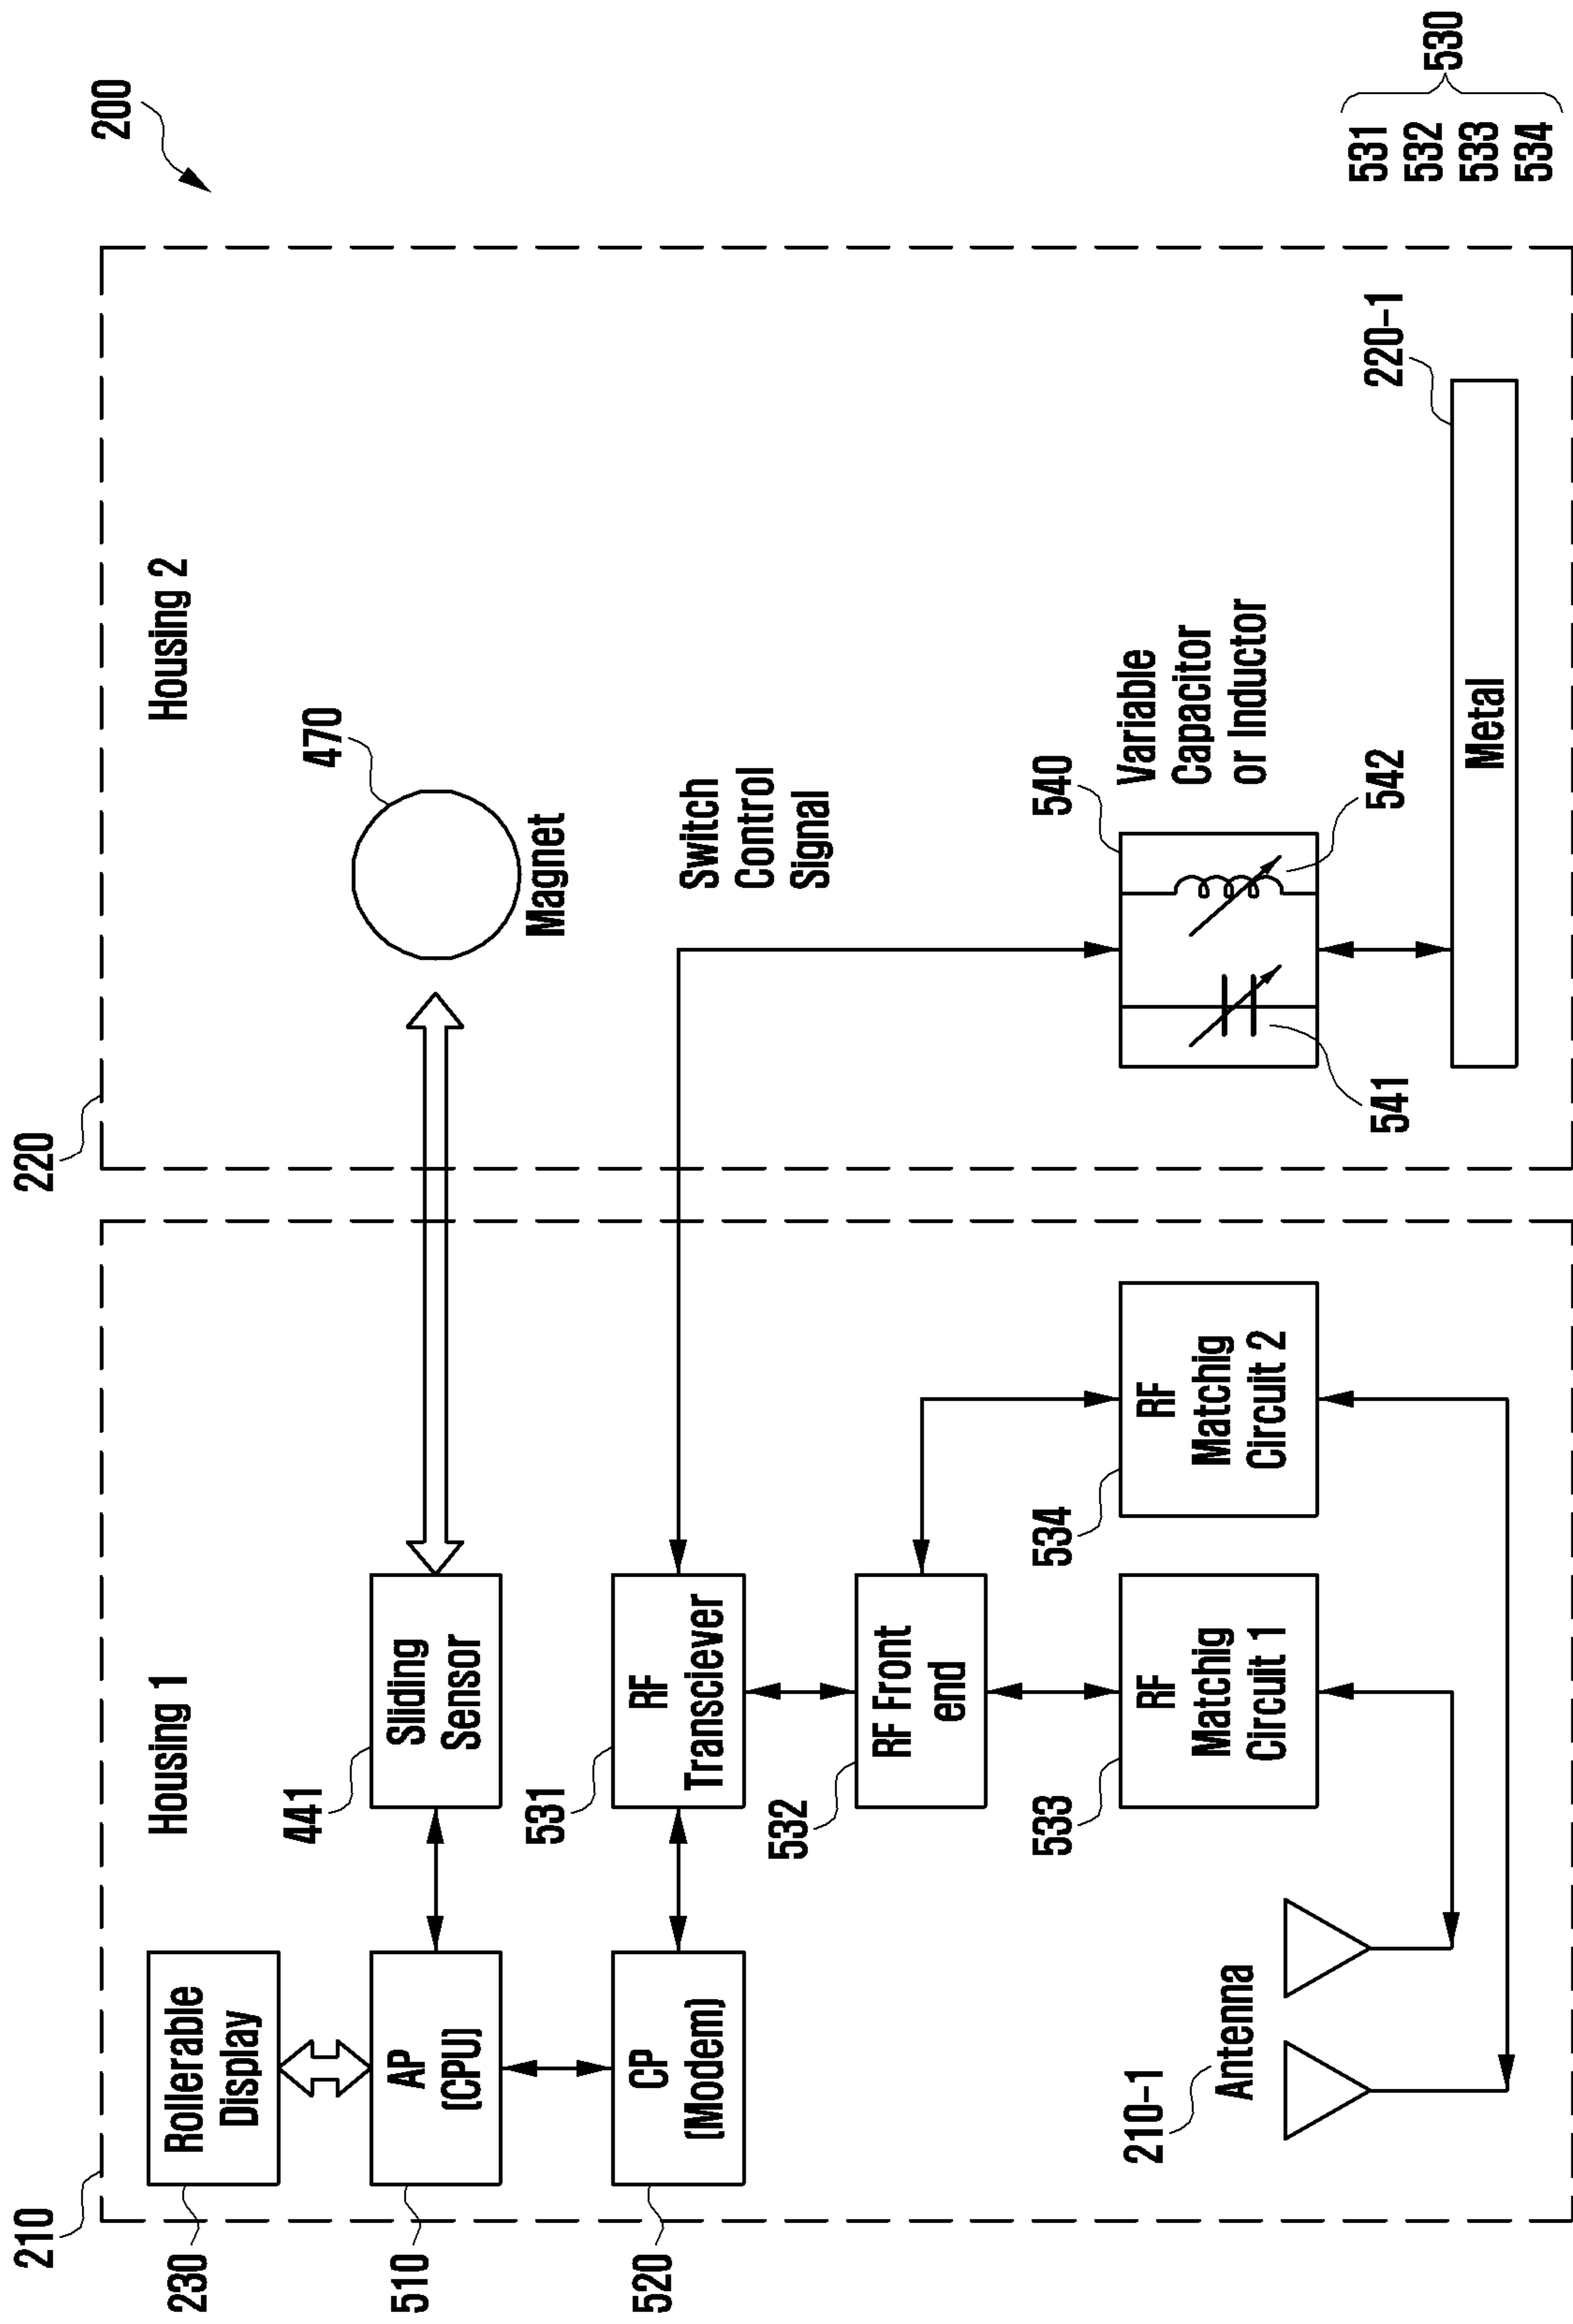 200
210
220
Housing 1
Housing 2
230
Rollerable
Display
441
Sliding
Sensor
470
Magnet
510
AP
(CPU)
531
RF
Transciever
Switch
Control
Signal
520
CP
(Modem)
532
RF Front
end
533
RF
Matchig
Circuit 1
534
RF
Matchig
Circuit 2
540
Variable
Capacitor
or Inductor
541
542
210-1
Antenna
220-1
Metal
531
532
533
534
530